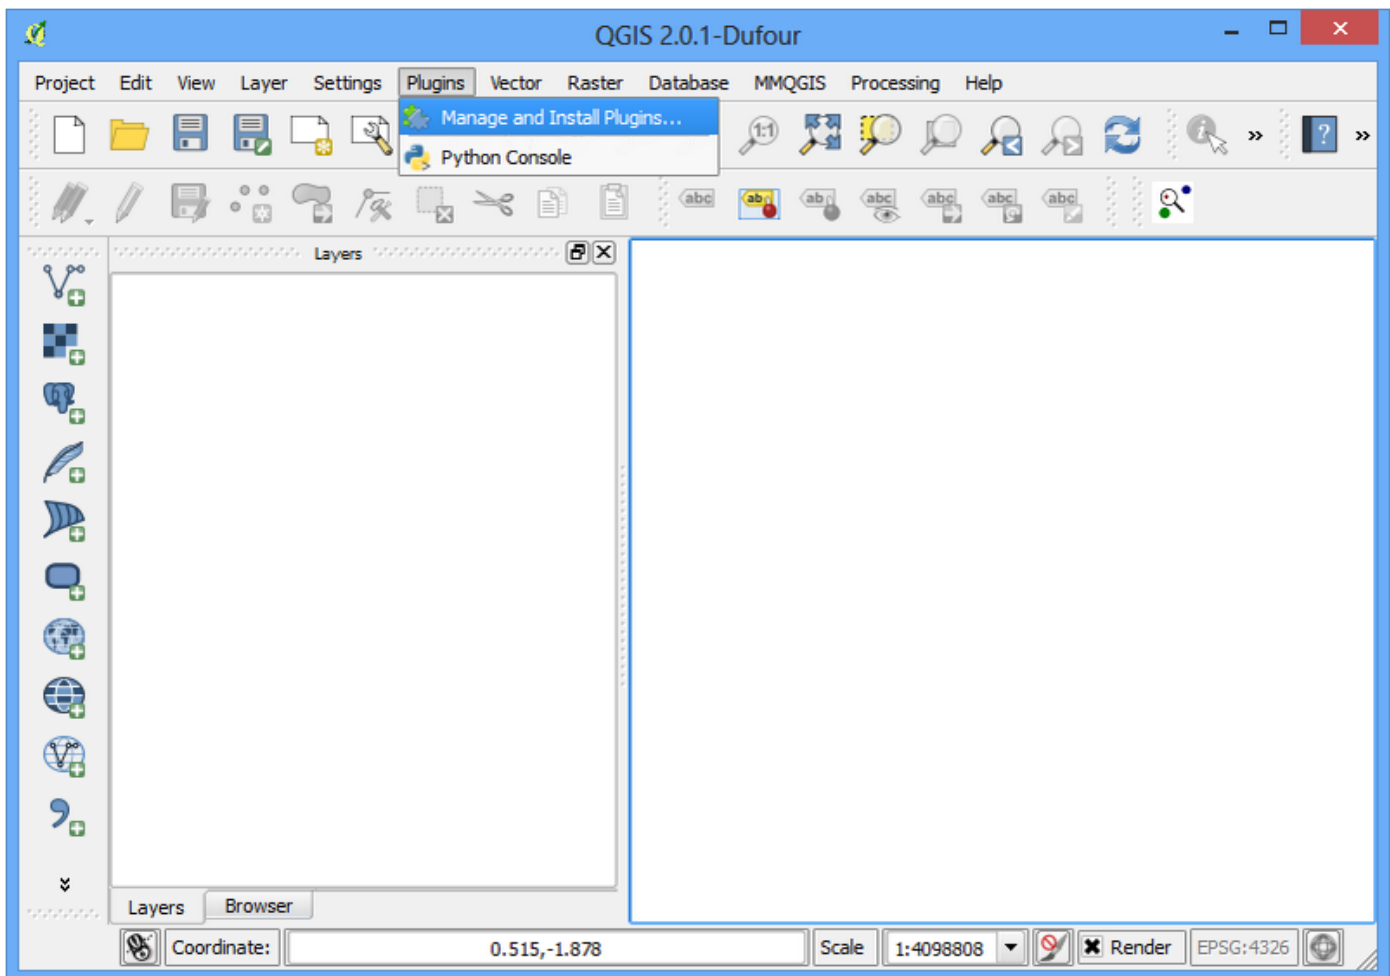 QGIS 2.0.1-Dufour
Project Edit View Layer Settings Plugins Vector Raster Database MMQGIS Processing Help
Manage and Install Plugins...
Python Console
1:1
?
abc ab ab abc abc abc abc
Layers
Layers Browser
Coordinate: 0.515,-1.878 Scale 1:4098808 Render EPSG:4326